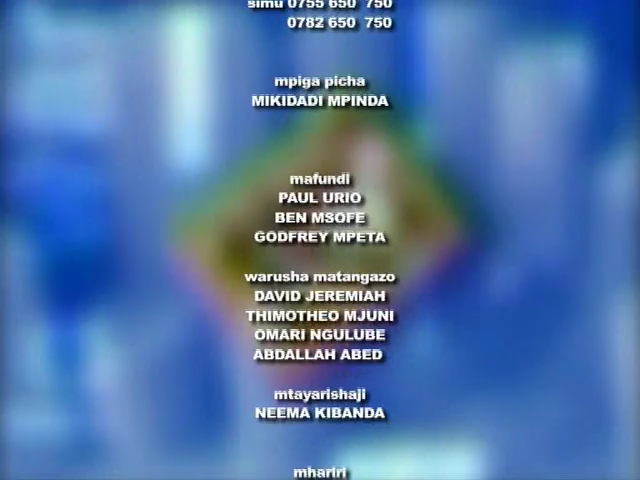 simu 0755 650 750
0782 650 750
mpiga picha
MIKIDADI MPINDA
mafundi
PAUL URIO
BEN MSOFE
GODFREY MPETA
warusha matangazo
DAVID JEREMIAH
THIMOTHEO MJUNI
OMARI NGULUBE
ABDALLAH ABED
mtayarishaji
NEEMA KIBANDA
mhariri